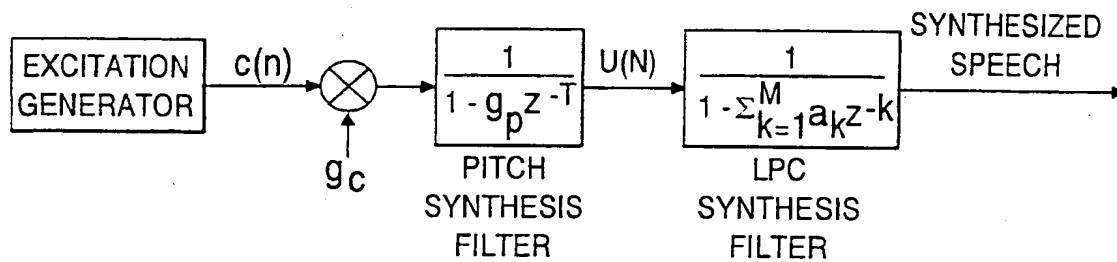 EXCITATION
GENERATOR
c(n)
g_c
1
1 - g_p z^-T
PITCH
SYNTHESIS
FILTER
U(N)
1
1 - Σ_{k=1}^M a_k z^-k
LPC
SYNTHESIS
FILTER
SYNTHESIZED
SPEECH